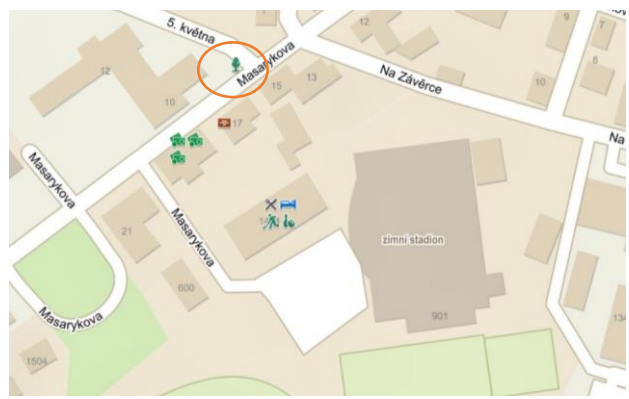 5. května
12
Masarykova
15
13
Na Závěrce
9
7
8
10
12
10
17
Masarykova
Masarykova
21
zimní stadion
600
Masarykova
901
1504
134
Na